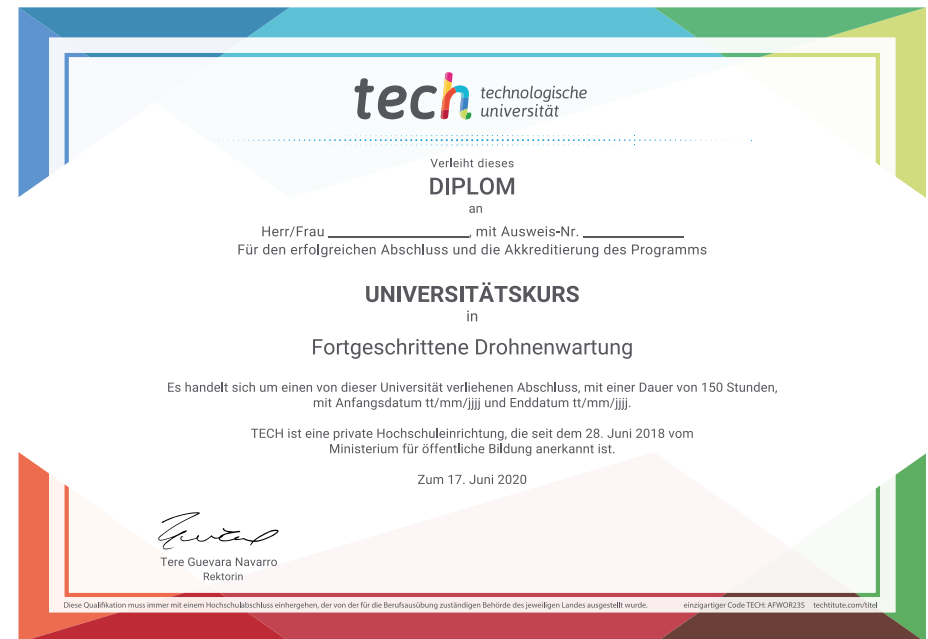 tech technologische
universität
Verleiht dieses
DIPLOM
an
Herr/Frau ________________, mit Ausweis-Nr. ____________
Für den erfolgreichen Abschluss und die Akkreditierung des Programms
UNIVERSITÄTSKURS
in
Fortgeschrittene Drohnenwartung
Es handelt sich um einen von dieser Universität verliehenen Abschluss, mit einer Dauer von 150 Stunden,
mit Anfangsdatum tt/mm/jjjj und Enddatum tt/mm/jjjj.
TECH ist eine private Hochschuleinrichtung, die seit dem 28. Juni 2018 vom
Ministerium für öffentliche Bildung anerkannt ist.
Zum 17. Juni 2020
Tere Guevara Navarro
Rektorin
Diese Qualifikation muss immer mit einem Hochschulabschluss einhergehen, der von der für die Berufsausübung zuständigen Behörde des jeweiligen Landes ausgestellt wurde. einzigartiger Code TECH: AFWOR23S techtitute.com/titel